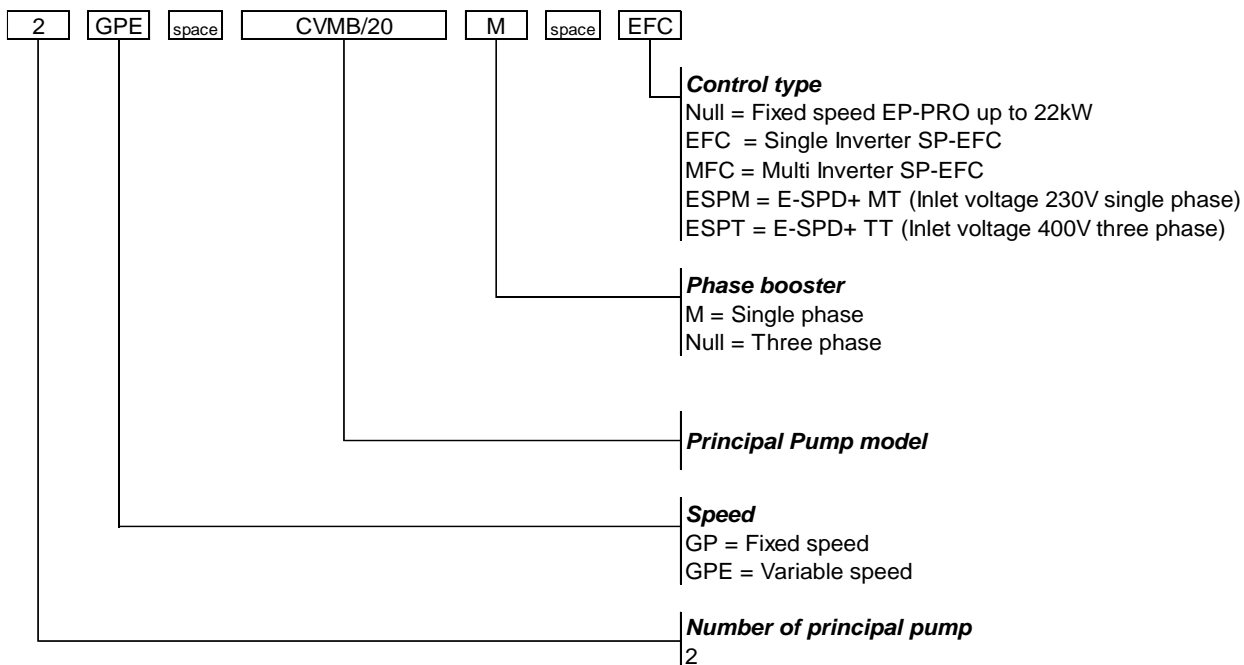 2 GPE space CVMB/20 M space EFC
Control type
Null = Fixed speed EP-PRO up to 22kW
EFC = Single Inverter SP-EFC
MFC = Multi Inverter SP-EFC
ESPM = E-SPD+ MT (Inlet voltage 230V single phase)
ESPT = E-SPD+ TT (Inlet voltage 400V three phase)
Phase booster
M = Single phase
Null = Three phase
Principal Pump model
Speed
GP = Fixed speed
GPE = Variable speed
Number of principal pump
2